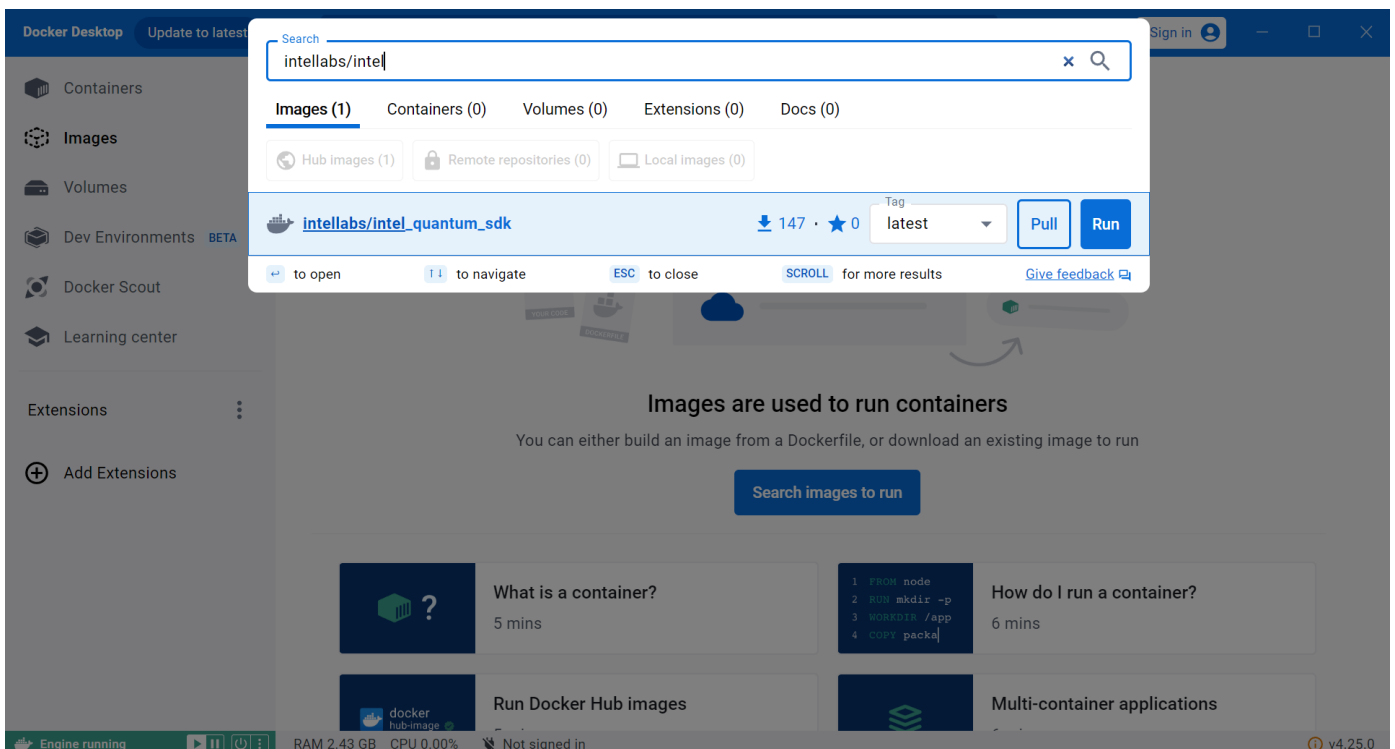 Docker Desktop
Update to latest
Sign in
Search
intellabs/intel
Images (1)
Containers (0)
Volumes (0)
Extensions (0)
Docs (0)
Hub images (1)
Remote repositories (0)
Local images (0)
intellabs/intel_quantum_sdk
147 · 0
Tag
latest
Pull
Run
to open
to navigate
ESC to close
SCROLL for more results
Give feedback
Containers
Images
Volumes
Dev Environments BETA
Docker Scout
Learning center
Extensions
Add Extensions
YOUR CODE
DOCKERFILE
Images are used to run containers
You can either build an image from a Dockerfile, or download an existing image to run
Search images to run
?
What is a container?
5 mins
1 FROM node
2 RUN mkdir -p
3 WORKDIR /app
4 COPY packa
How do I run a container?
6 mins
docker
hub-image
Run Docker Hub images
Multi-container applications
Engine running
RAM 2.43 GB CPU 0.00%
Not signed in
v4.25.0